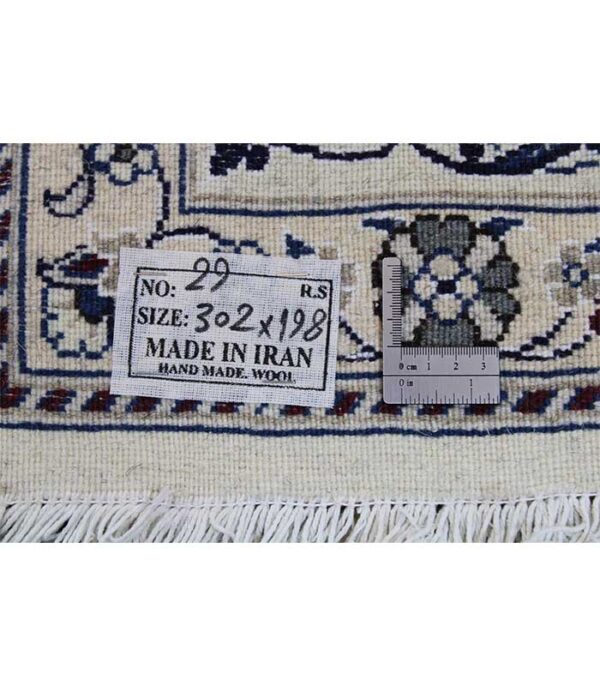 NO: 29 R.S
SIZE: 302x198
MADE IN IRAN
HAND MADE. WOOL
0 cm 1 2 3
0 in 1